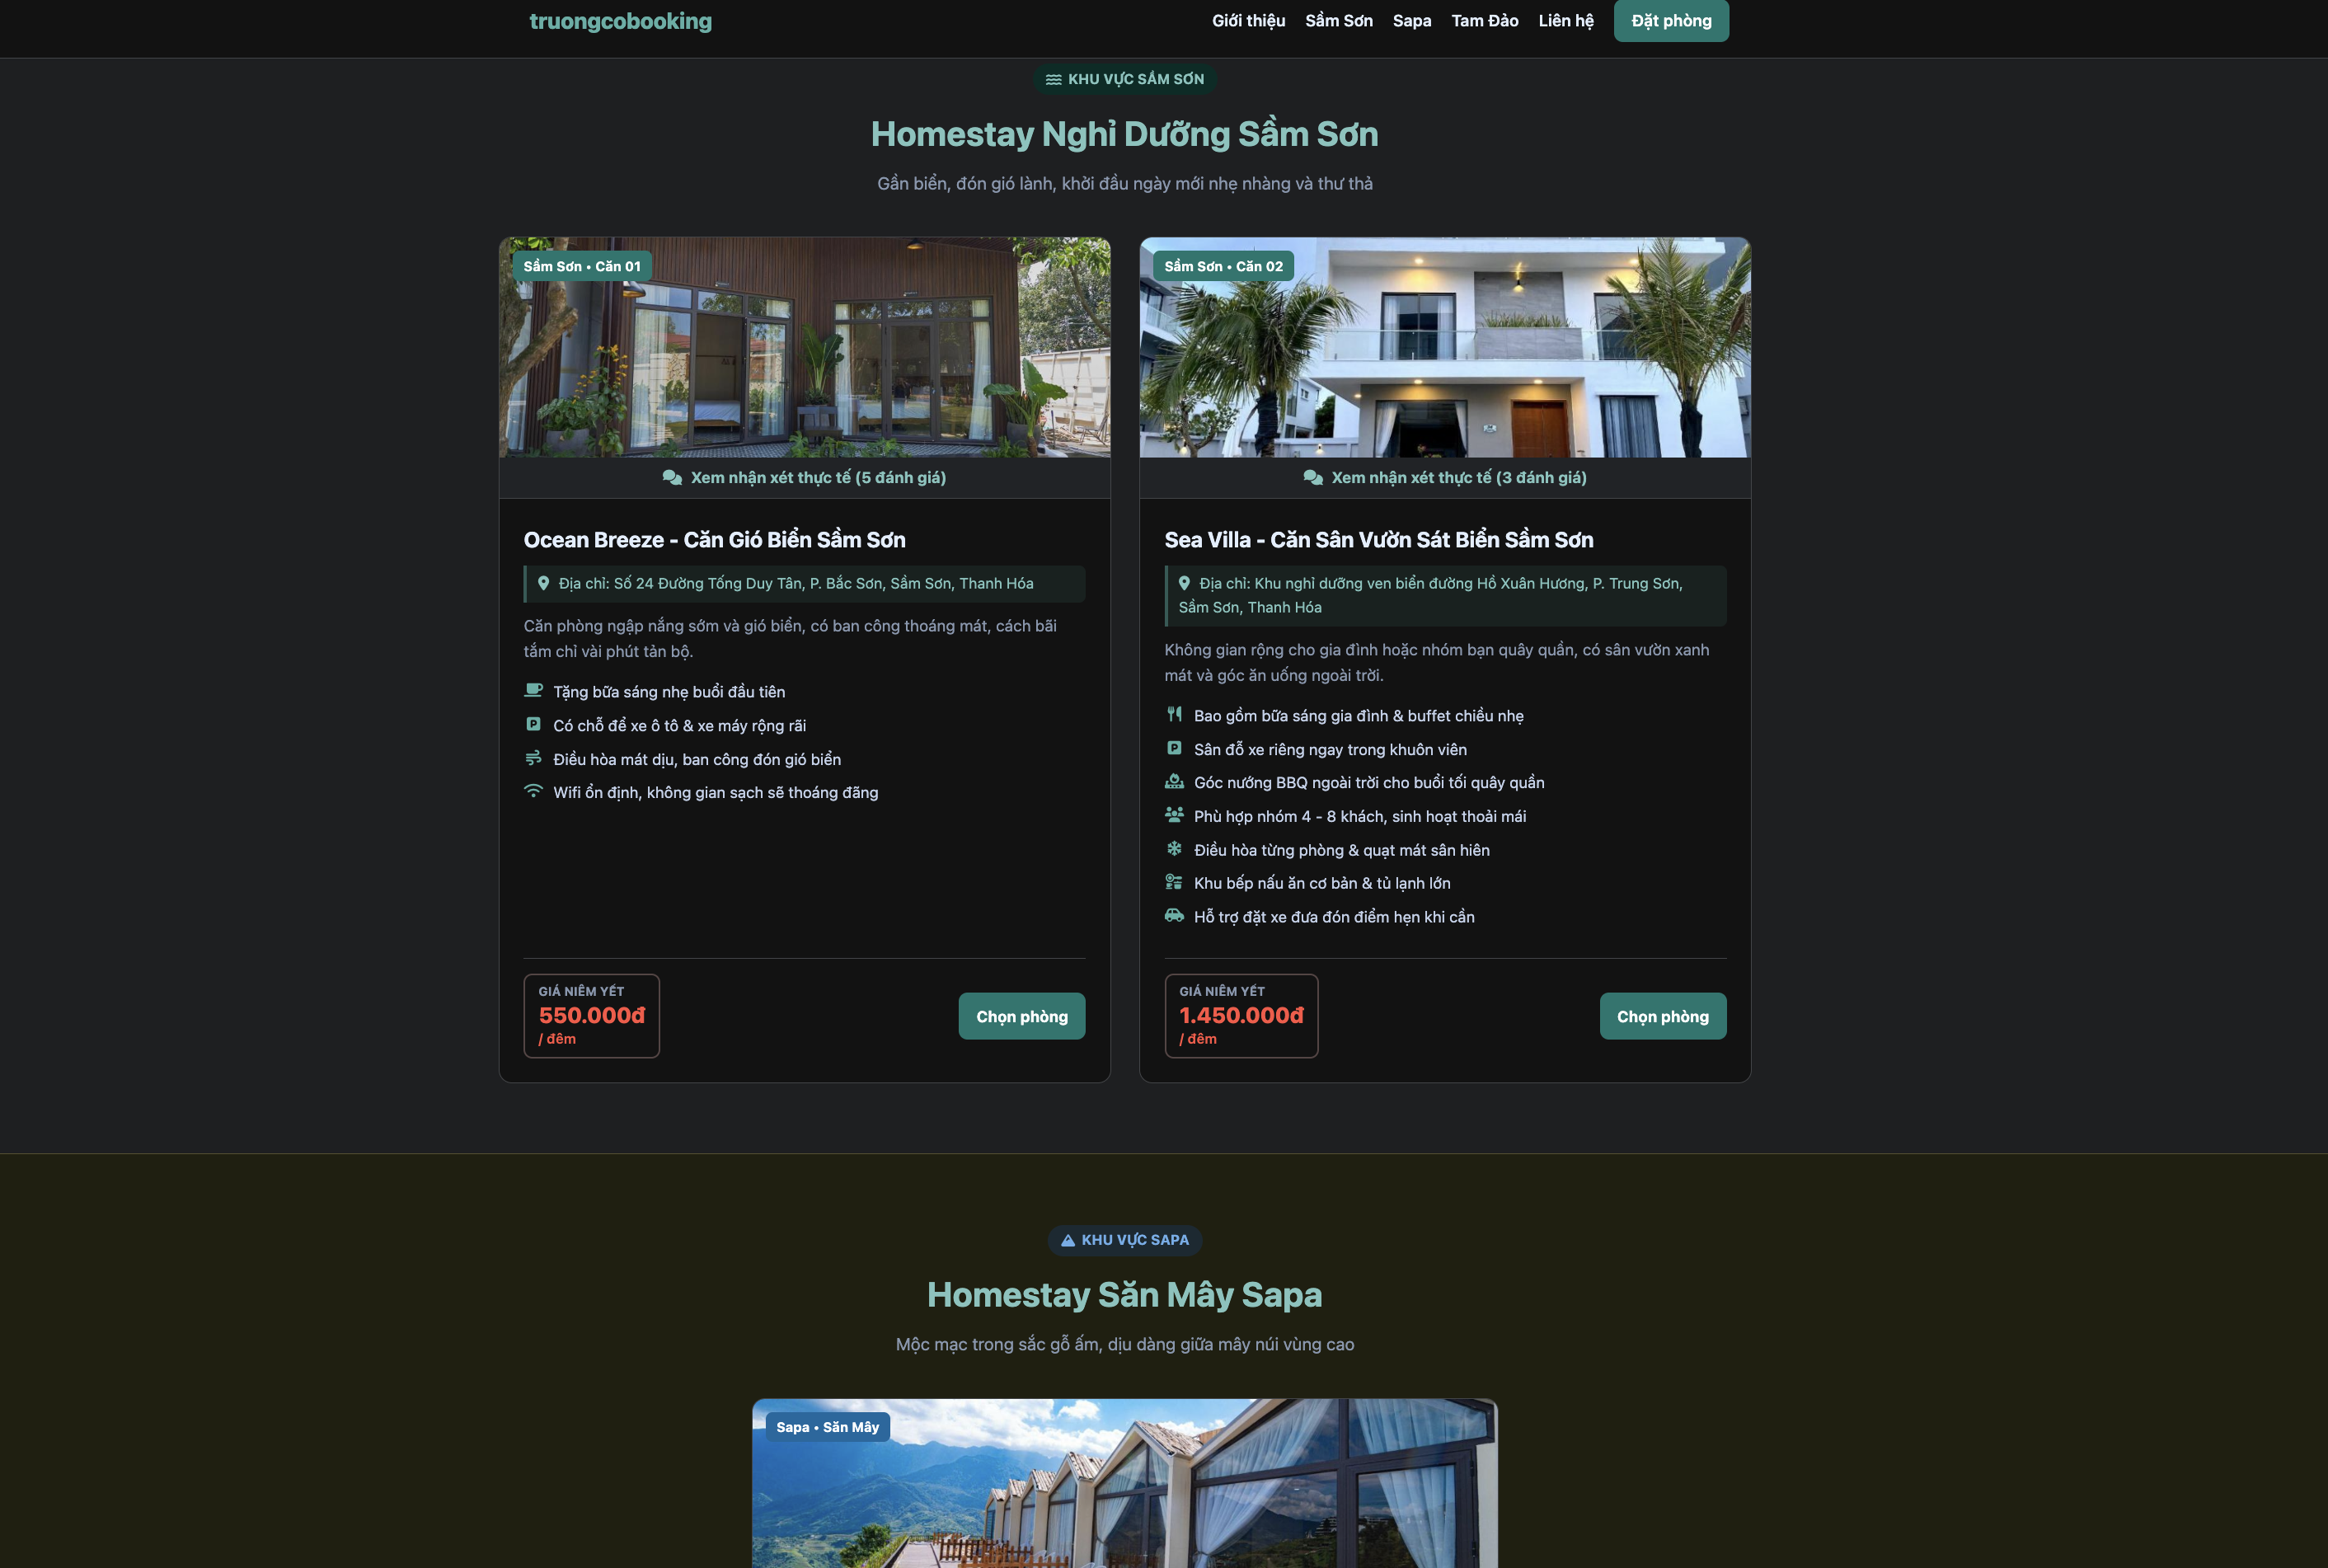 truongcobooking
Giới thiệu
Sầm Sơn
Sapa
Tam Đảo
Liên hệ
Đặt phòng
KHU VỰC SẦM SƠN
Homestay Nghỉ Dưỡng Sầm Sơn
Gần biển, đón gió lành, khởi đầu ngày mới nhẹ nhàng và thư thả
Sầm Sơn • Căn 01
Xem nhận xét thực tế (5 đánh giá)
Ocean Breeze - Căn Gió Biển Sầm Sơn
Địa chỉ: Số 24 Đường Tống Duy Tân, P. Bắc Sơn, Sầm Sơn, Thanh Hóa
Căn phòng ngập nắng sớm và gió biển, có ban công thoáng mát, cách bãi
tắm chỉ vài phút tản bộ.
Tặng bữa sáng nhẹ buổi đầu tiên
Có chỗ để xe ô tô & xe máy rộng rãi
Điều hòa mát dịu, ban công đón gió biển
Wifi ổn định, không gian sạch sẽ thoáng đãng
GIÁ NIÊM YẾT
550.000đ
/ đêm
Chọn phòng
Sầm Sơn • Căn 02
Xem nhận xét thực tế (3 đánh giá)
Sea Villa - Căn Sân Vườn Sát Biển Sầm Sơn
Địa chỉ: Khu nghỉ dưỡng ven biển đường Hồ Xuân Hương, P. Trung Sơn,
Sầm Sơn, Thanh Hóa
Không gian rộng cho gia đình hoặc nhóm bạn quây quần, có sân vườn xanh
mát và góc ăn uống ngoài trời.
Bao gồm bữa sáng gia đình & buffet chiều nhẹ
Sân đỗ xe riêng ngay trong khuôn viên
Góc nướng BBQ ngoài trời cho buổi tối quây quần
Phù hợp nhóm 4 - 8 khách, sinh hoạt thoải mái
Điều hòa từng phòng & quạt mát sân hiên
Khu bếp nấu ăn cơ bản & tủ lạnh lớn
Hỗ trợ đặt xe đưa đón điểm hẹn khi cần
GIÁ NIÊM YẾT
1.450.000đ
/ đêm
Chọn phòng
KHU VỰC SAPA
Homestay Săn Mây Sapa
Mộc mạc trong sắc gỗ ấm, dịu dàng giữa mây núi vùng cao
Sapa • Săn Mây